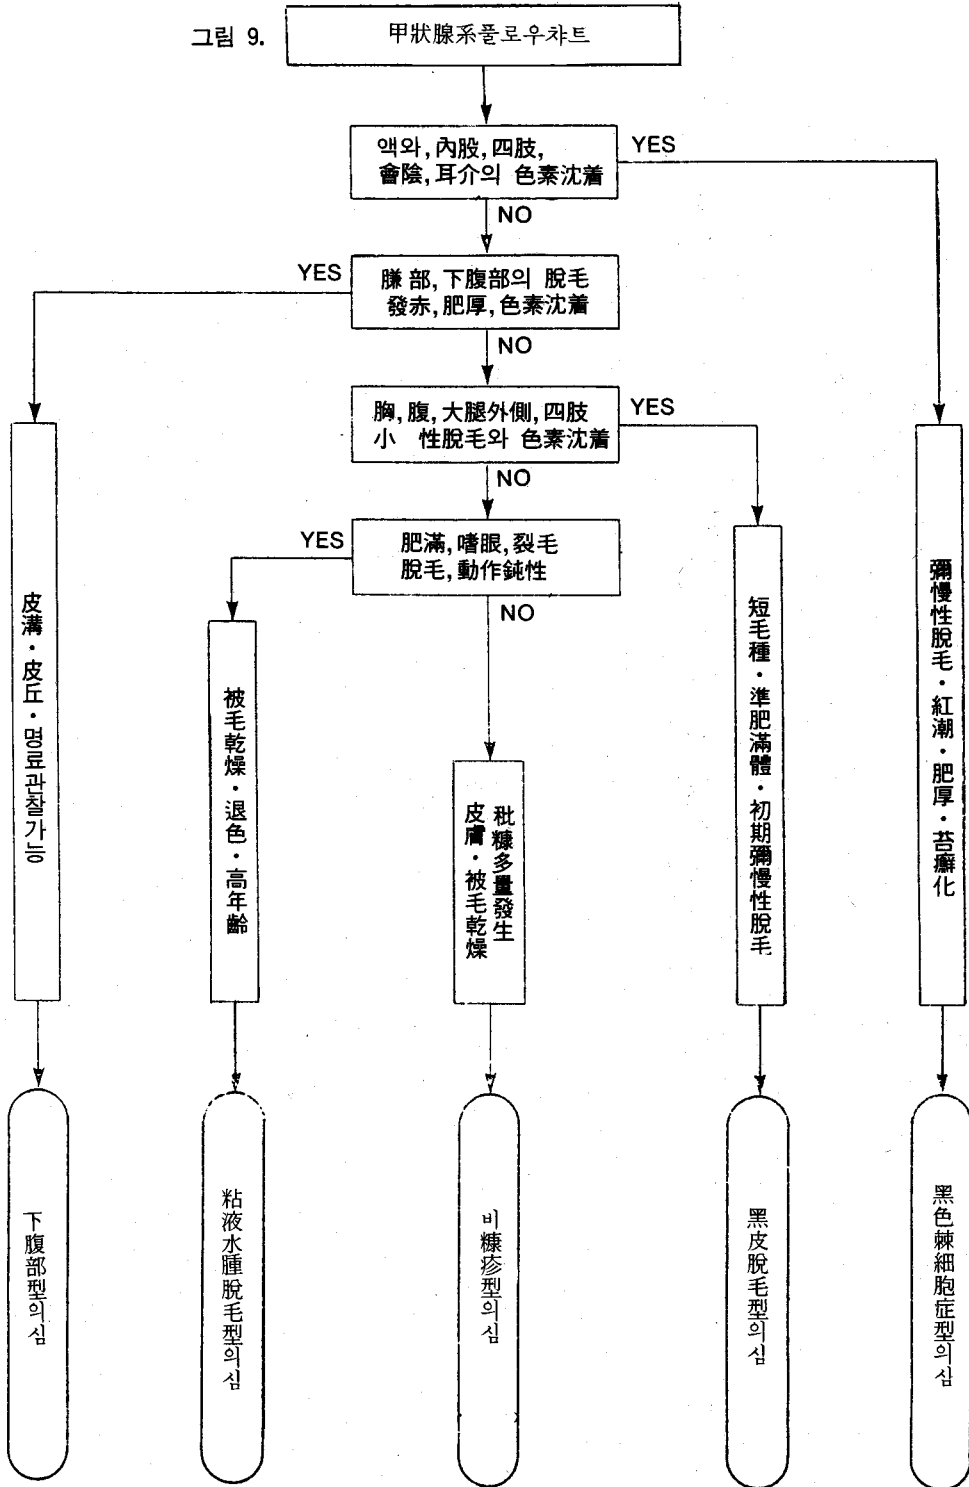 그림 9.
甲狀腺系플로우챠트
액와, 內股, 四肢,
會陰, 耳介의 色素沈着
YES
NO
YES
膁部, 下腹部의 脫毛
發赤, 肥厚, 色素沈着
NO
胸, 腹, 大腿外側, 四肢
小 性脫毛와 色素沈着
YES
NO
YES
肥滿, 嗜眼, 裂毛
脫毛, 動作鈍性
NO
皮溝·皮丘·명료관찰가능
被毛乾燥·退色·高年齡
秕糠多量發生
皮膚·被毛乾燥
短毛種·準肥滿體·初期彌慢性脫毛
彌慢性脫毛·紅潮·肥厚·苔癬化
下腹部型의심
粘液水腫脫毛型의심
비糠疹型의심
黑皮脫毛型의심
黑色棘細胞症型의심